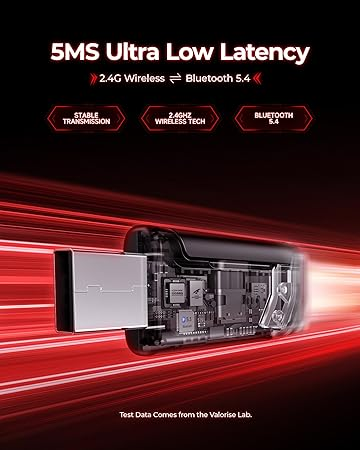 5MS Ultra Low Latency
2.4G Wireless ⇌ Bluetooth 5.4
STABLE
TRANSMISSION
2.4GHZ
WIRELESS TECH
BLUETOOTH
5.4
Test Data Comes from the Valorise Lab.